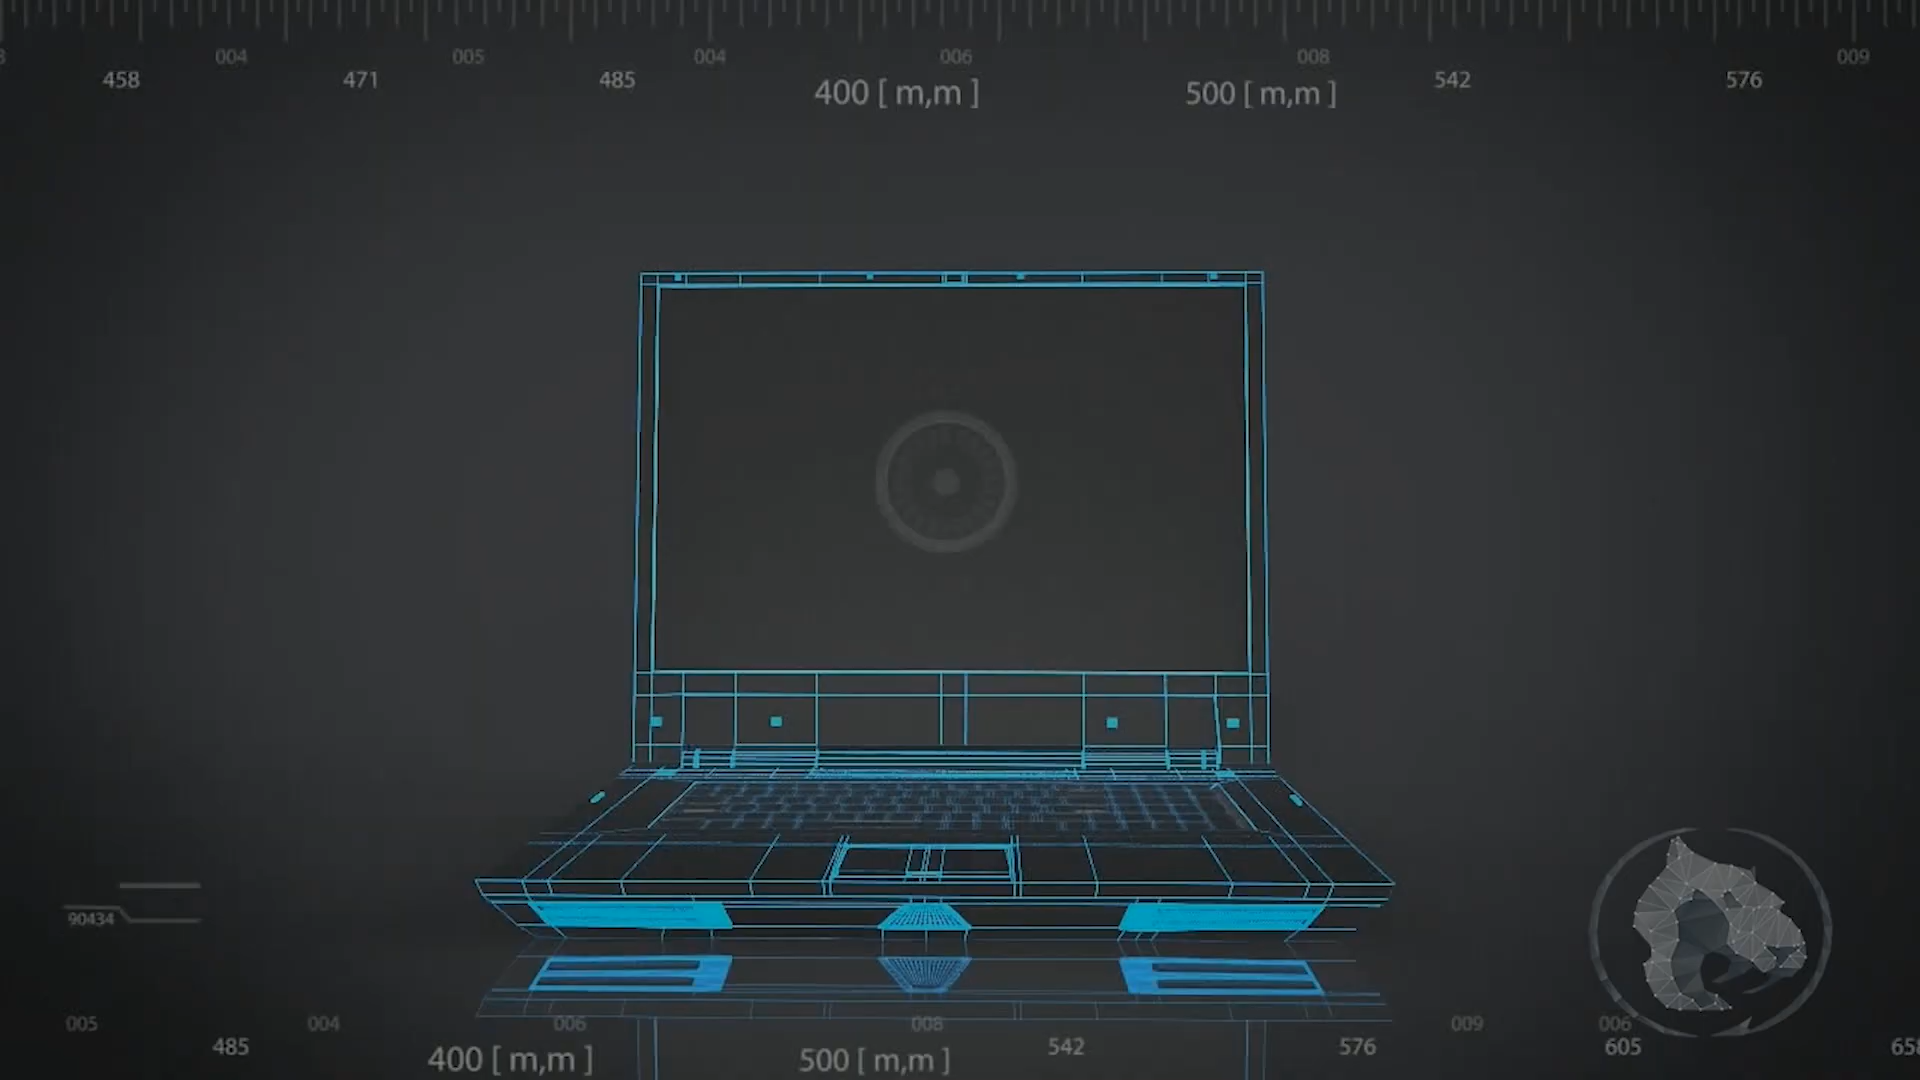 004 005 004 006 008 009
458 471 485 400 [ m,m ] 500 [ m,m ] 542 576
90434
005 004 006 008 009 006
485 400 [ m,m ] 500 [ m,m ] 542 576 605